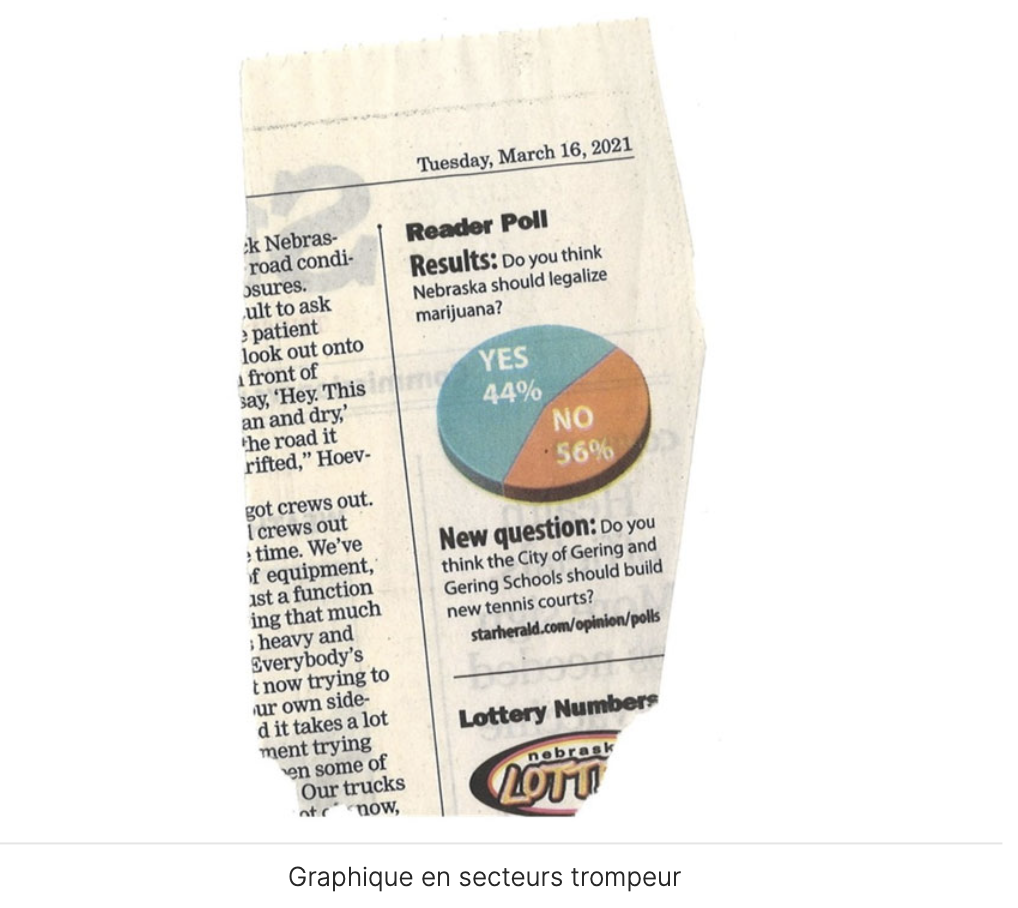 Tuesday, March 16, 2021
k Nebras-
road condi-
osures.
ult to ask
patient
look out onto
front of
say, ‘Hey. This
an and dry,’
the road it
rifted,” Hoev-
got crews out.
crews out
time. We’ve
of equipment,
ust a function
ing that much
heavy and
Everybody’s
t now trying to
ur own side-
d it takes a lot
ment trying
en some of
Our trucks
now,
Reader Poll
Results: Do you think
Nebraska should legalize
marijuana?
YES
44%
NO
56%
New question: Do you
think the City of Gering and
Gering Schools should build
new tennis courts?
starherald.com/opinion/polls
Lottery Numbers
nebrask
LOTT
Graphique en secteurs trompeur